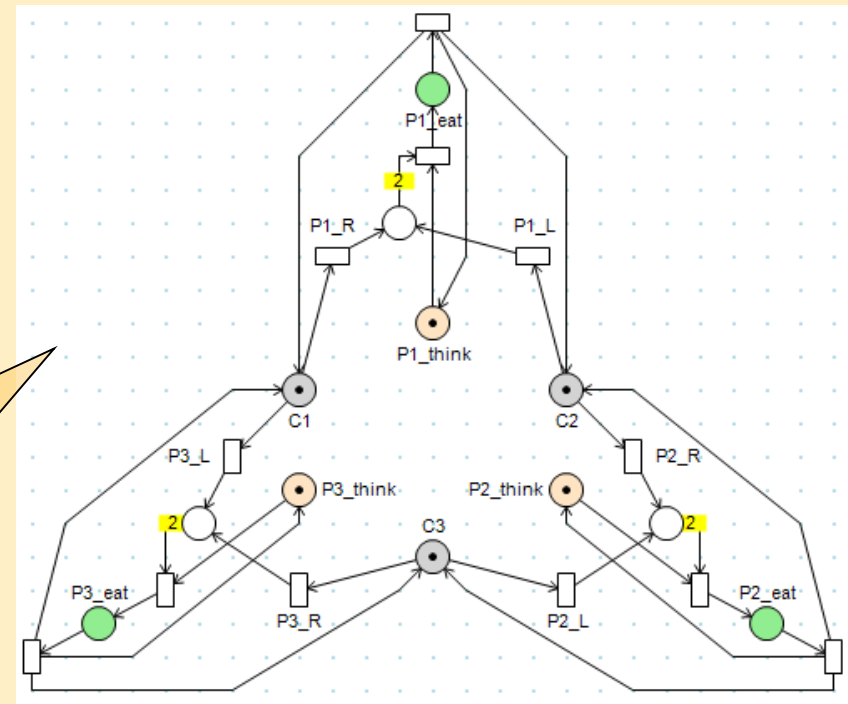 P1_eat
2
P1_R
P1_L
P1_think
C1
C2
P3_L
P2_R
P3_think
P2_think
2
2
C3
P3_eat
P2_eat
P3_R
P2_L